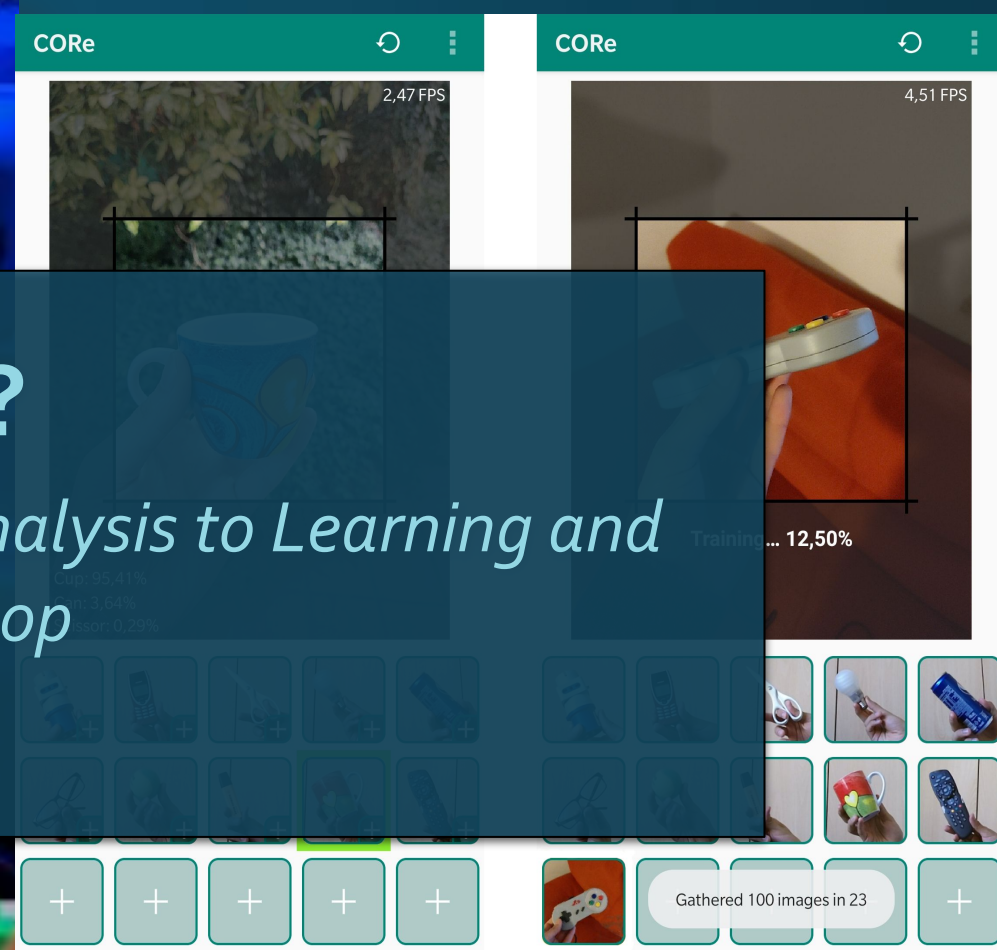 CORe
2,47 FPS
Cup: 95,41%
Can: 3,64%
Scissor: 0,29%
CORe
4,51 FPS
Training... 12,50%
Gathered 100 images in 23
?
nalysis to Learning and
op